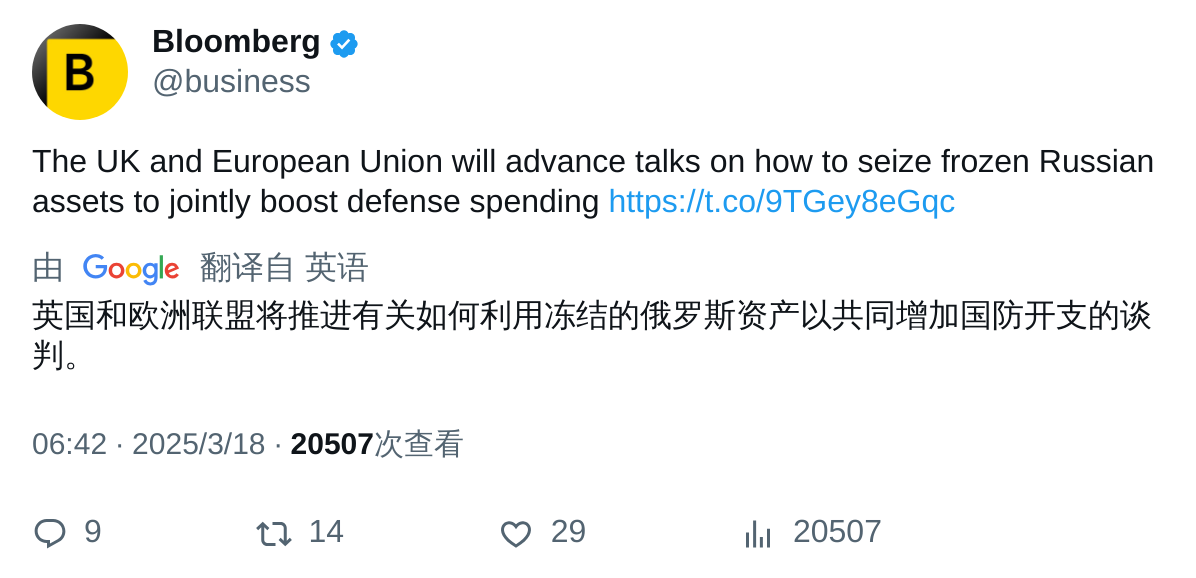 B
Bloomberg
@business
The UK and European Union will advance talks on how to seize frozen Russian
assets to jointly boost defense spending https://t.co/9TGey8eGqc
由 Google 翻译自 英语
英国和欧洲联盟将推进有关如何利用冻结的俄罗斯资产以共同增加国防开支的谈
判。
06:42 · 2025/3/18 · 20507次查看
9 14 29 20507